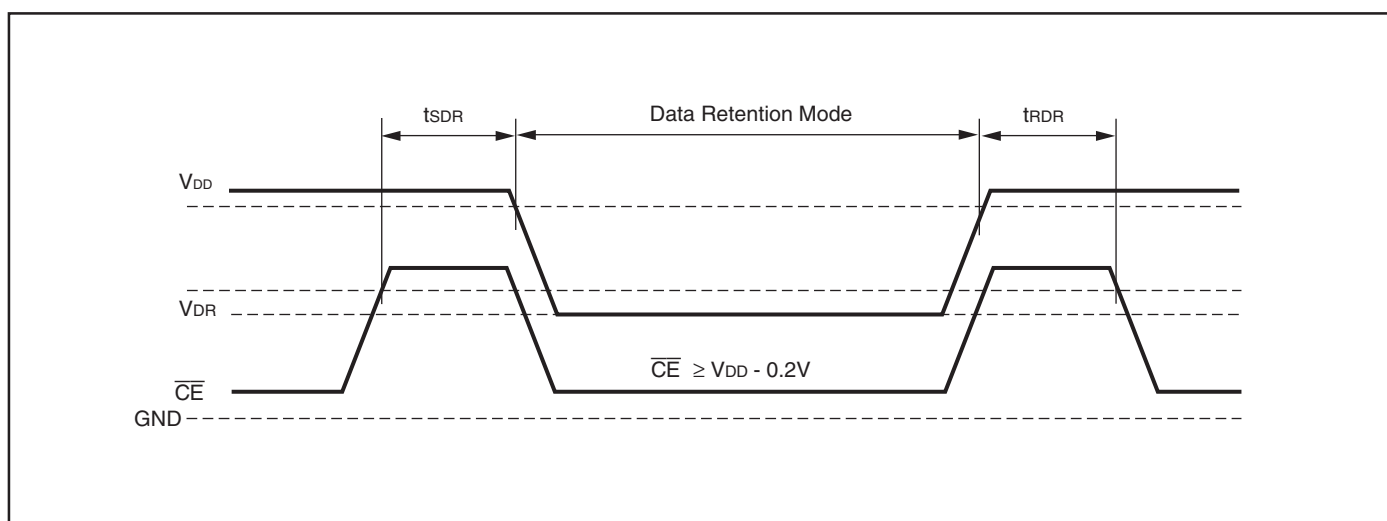 tSDR Data Retention Mode tRDR
VDD
VDR
CE ≥ VDD - 0.2V
CE
GND